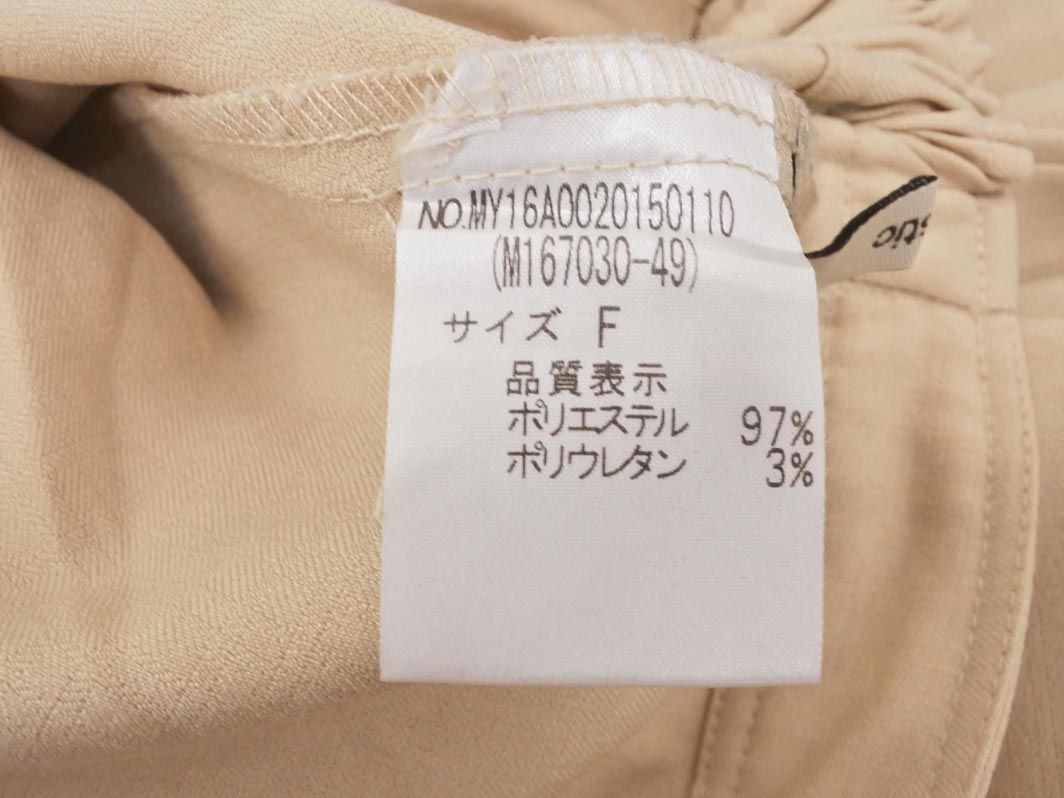 NO.MY16A0020150110
(M167030-49)
サイズ F
品質表示
ポリエステル 97%
ポリウレタン 3%
stic